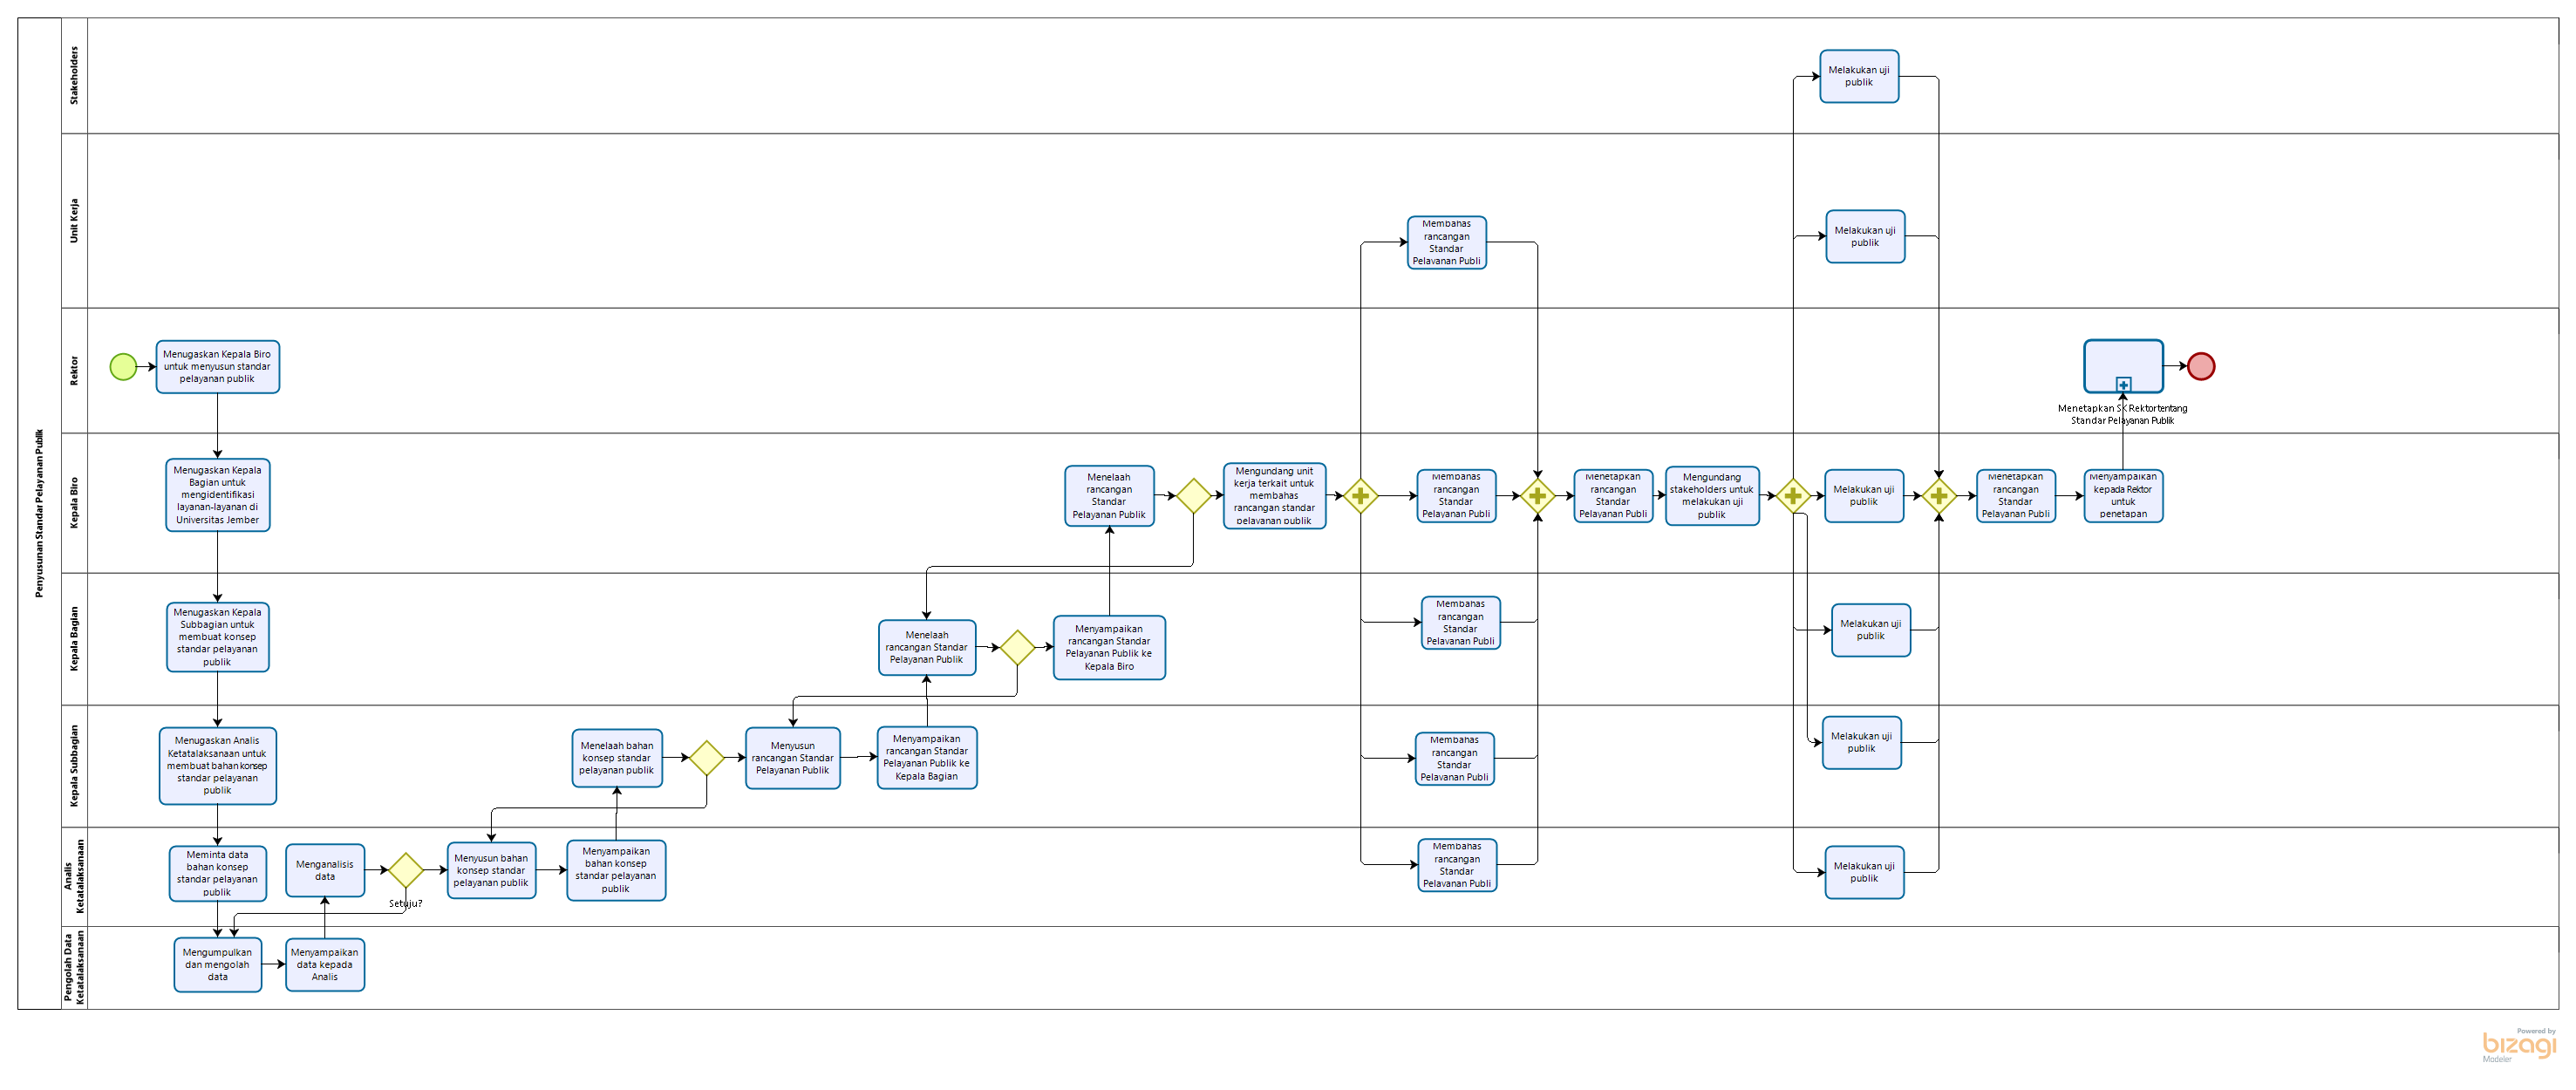 Penyusunan Standar Pelayanan Publik
Stakeholders
Melakukan uji
publik
Unit Kerja
Membahas
rancangan
Standar
Pelayanan Publi
Melakukan uji
publik
Rektor
Menugaskan Kepala Biro
untuk menyusun standar
pelayanan publik
Menetapkan SK Rektor tentang
Standar Pelayanan Publik
Kepala Biro
Menugaskan Kepala
Bagian untuk
mengidentifikasi
layanan-layanan di
Universitas Jember
Menelaah
rancangan
Standar
Pelayanan Publik
Mengundang unit
kerja terkait untuk
membahas
rancangan standar
pelayanan publik
Membahas
rancangan
Standar
Pelayanan Publi
Menetapkan
rancangan
Standar
Pelayanan Publi
Mengundang
stakeholders untuk
melakukan uji
publik
Melakukan uji
publik
Menetapkan
rancangan
Standar
Pelayanan Publi
Menyampaikan
kepada Rektor
untuk
penetapan
Kepala Bagian
Menugaskan Kepala
Subbagian untuk
membuat konsep
standar pelayanan
publik
Menelaah
rancangan Standar
Pelayanan Publik
Menyampaikan
rancangan Standar
Pelayanan Publik ke
Kepala Biro
Membahas
rancangan
Standar
Pelayanan Publi
Melakukan uji
publik
Kepala Subbagian
Menugaskan Analis
Ketatalaksanaan untuk
membuat bahan konsep
standar pelayanan
publik
Menelaah bahan
konsep standar
pelayanan publik
Menyusun
rancangan Standar
Pelayanan Publik
Menyampaikan
rancangan Standar
Pelayanan Publik ke
Kepala Bagian
Membahas
rancangan
Standar
Pelayanan Publi
Melakukan uji
publik
Analis
Ketatalaksanaan
Meminta data
bahan konsep
standar pelayanan
publik
Menganalisis
data
Setuju?
Menyusun bahan
konsep standar
pelayanan publik
Menyampaikan
bahan konsep
standar pelayanan
publik
Membahas
rancangan
Standar
Pelayanan Publi
Melakukan uji
publik
Pengolah Data
Ketatalaksanaan
Mengumpulkan
dan mengolah
data
Menyampaikan
data kepada
Analis
Powered by
bizagi
Modeler